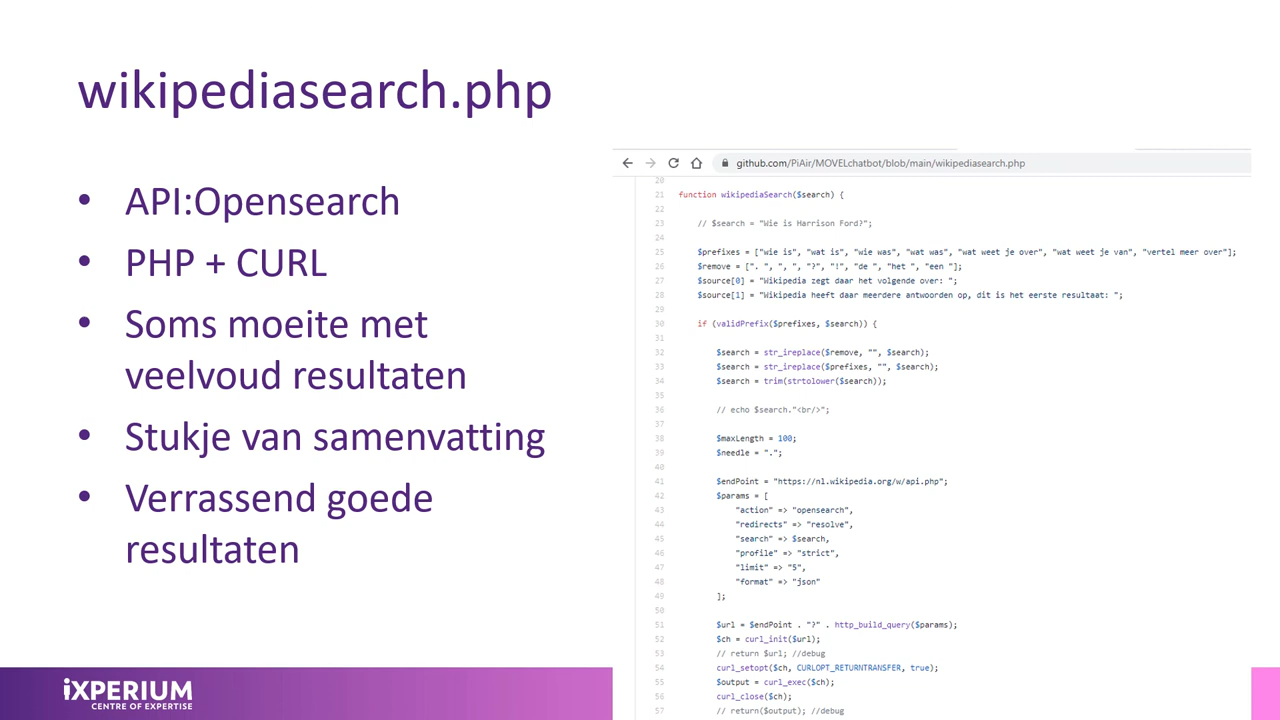 wikipediasearch.php
• API:Opensearch
• PHP + CURL
• Soms moeite met
veelvoud resultaten
• Stukje van samenvatting
• Verrassend goede
resultaten
github.com/PiAir/MOVELchatbot/blob/main/wikipediasearch.php
20
21 function wikipediaSearch($search) {
22
23 // $search = "Wie is Harrison Ford?";
24
25 $prefixes = ["wie is", "wat is", "wie was", "wat was", "wat weet je over", "wat weet je van", "vertel meer over"];
26 $remove = [". ", ", ", "?", "!", "de ", "het ", "een "];
27 $source[0] = "Wikipedia zegt daar het volgende over: ";
28 $source[1] = "Wikipedia heeft daar meerdere antwoorden op, dit is het eerste resultaat: ";
29
30 if (validPrefix($prefixes, $search)) {
31
32 $search = str_ireplace($remove, "", $search);
33 $search = str_ireplace($prefixes, "", $search);
34 $search = trim(strtolower($search));
35
36 // echo $search."<br/>";
37
38 $maxLength = 100;
39 $needle = ".";
40
41 $endPoint = "https://nl.wikipedia.org/w/api.php";
42 $params = [
43 "action" => "opensearch",
44 "redirects" => "resolve",
45 "search" => $search,
46 "profile" => "strict",
47 "limit" => "5",
48 "format" => "json"
49 ];
50
51 $url = $endPoint . "?" . http_build_query($params);
52 $ch = curl_init($url);
53 // return $url; //debug
54 curl_setopt($ch, CURLOPT_RETURNTRANSFER, true);
55 $output = curl_exec($ch);
56 curl_close($ch);
57 // return($output); //debug
iXPERIUM
CENTRE OF EXPERTISE